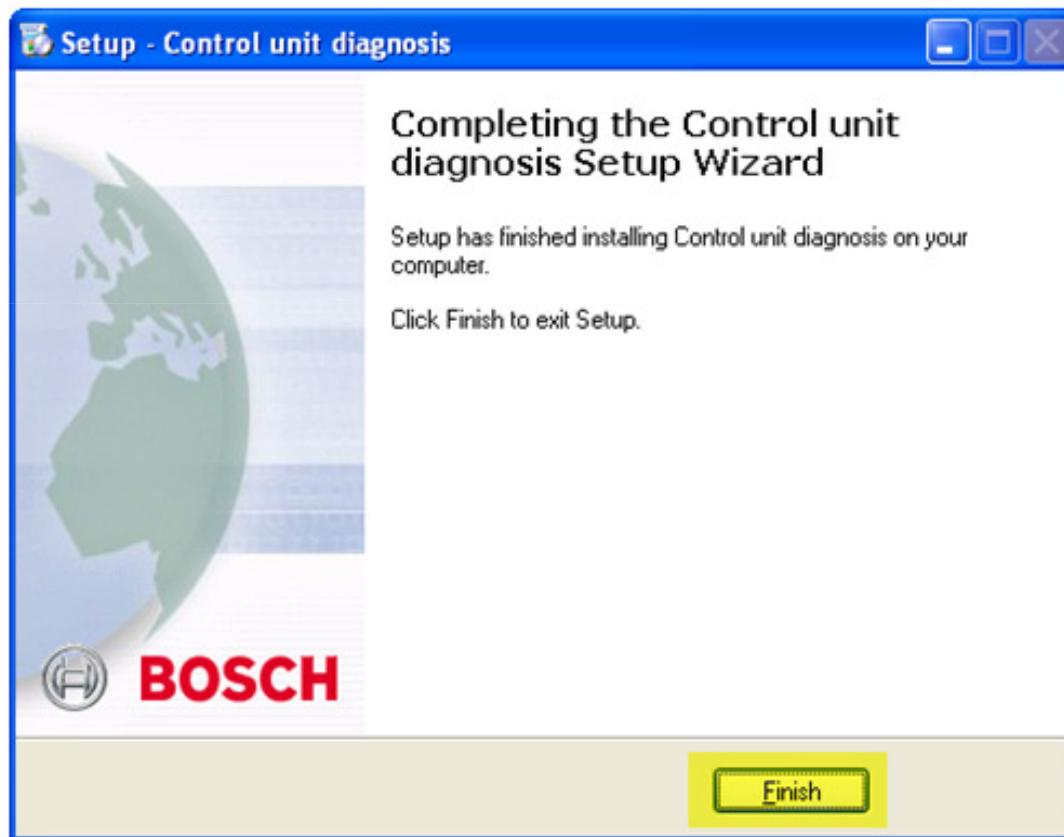 Setup - Control unit diagnosis
Completing the Control unit
diagnosis Setup Wizard
Setup has finished installing Control unit diagnosis on your
computer.
Click Finish to exit Setup.
BOSCH
Finish